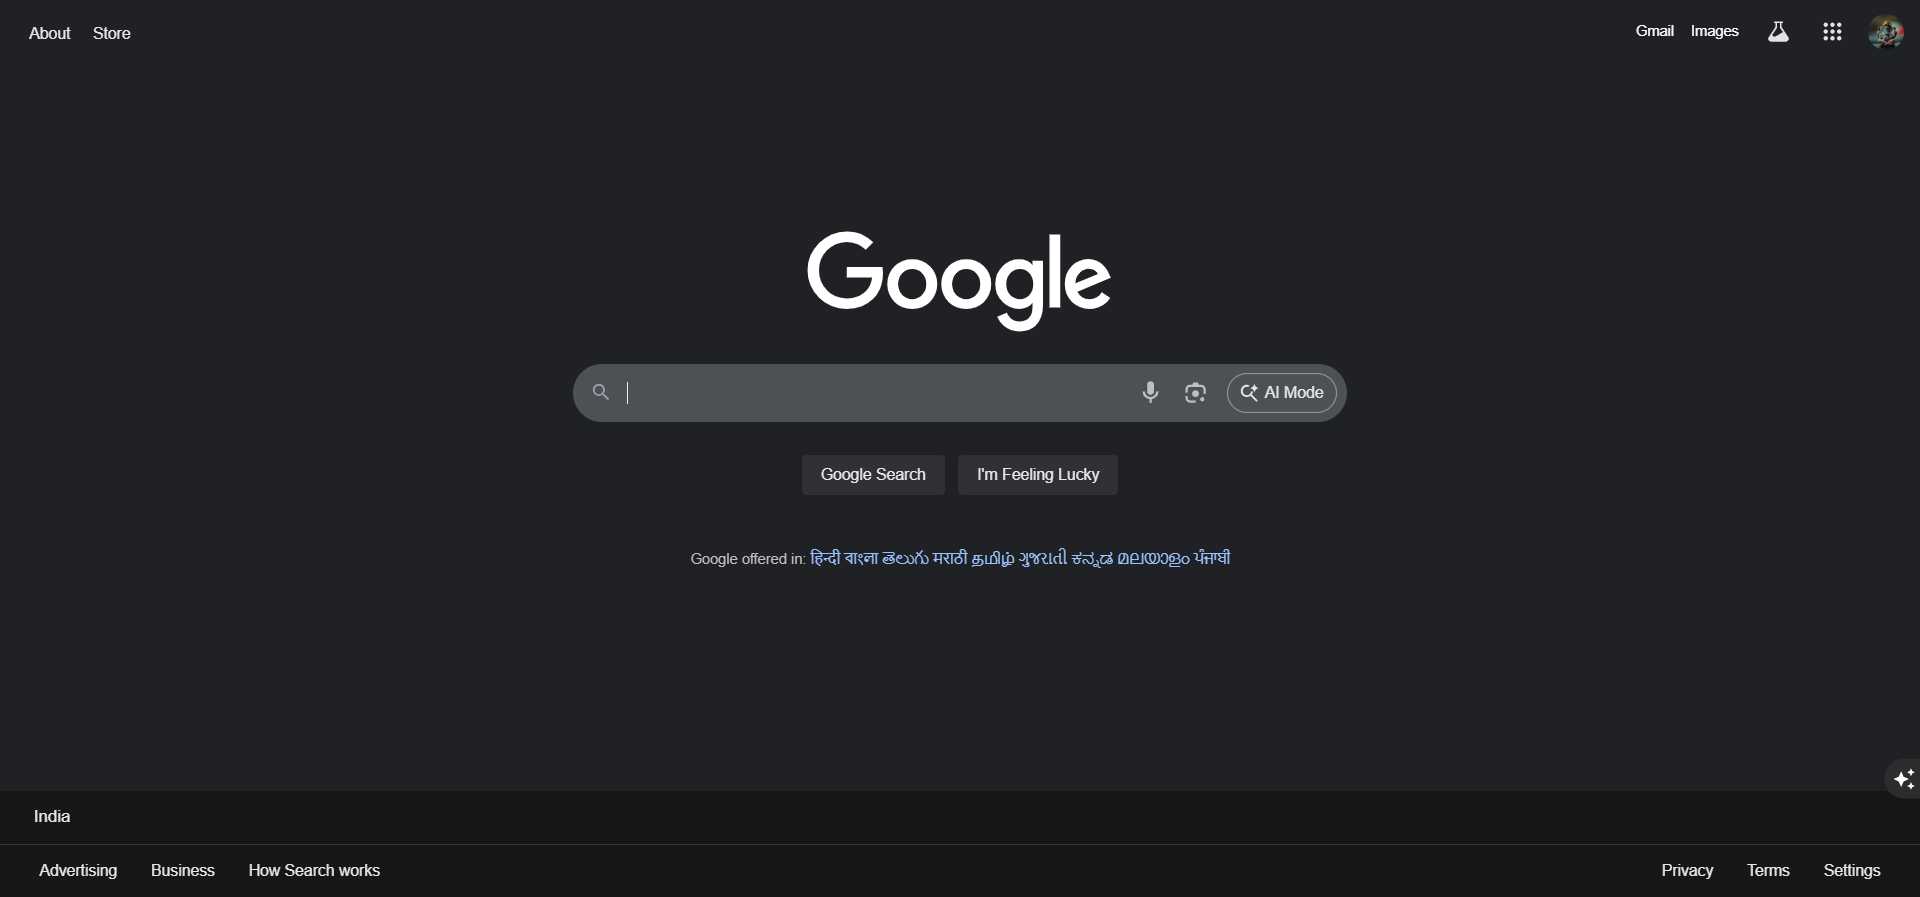 About Store
Gmail Images
Google
AI Mode
Google Search I'm Feeling Lucky
Google offered in: हिन्दी বাংলা తెలుగు मराठी தமிழ் ગુજરાતી ಕನ್ನಡ മലയാളം ਪੰਜਾਬੀ
India
Advertising Business How Search works
Privacy Terms Settings